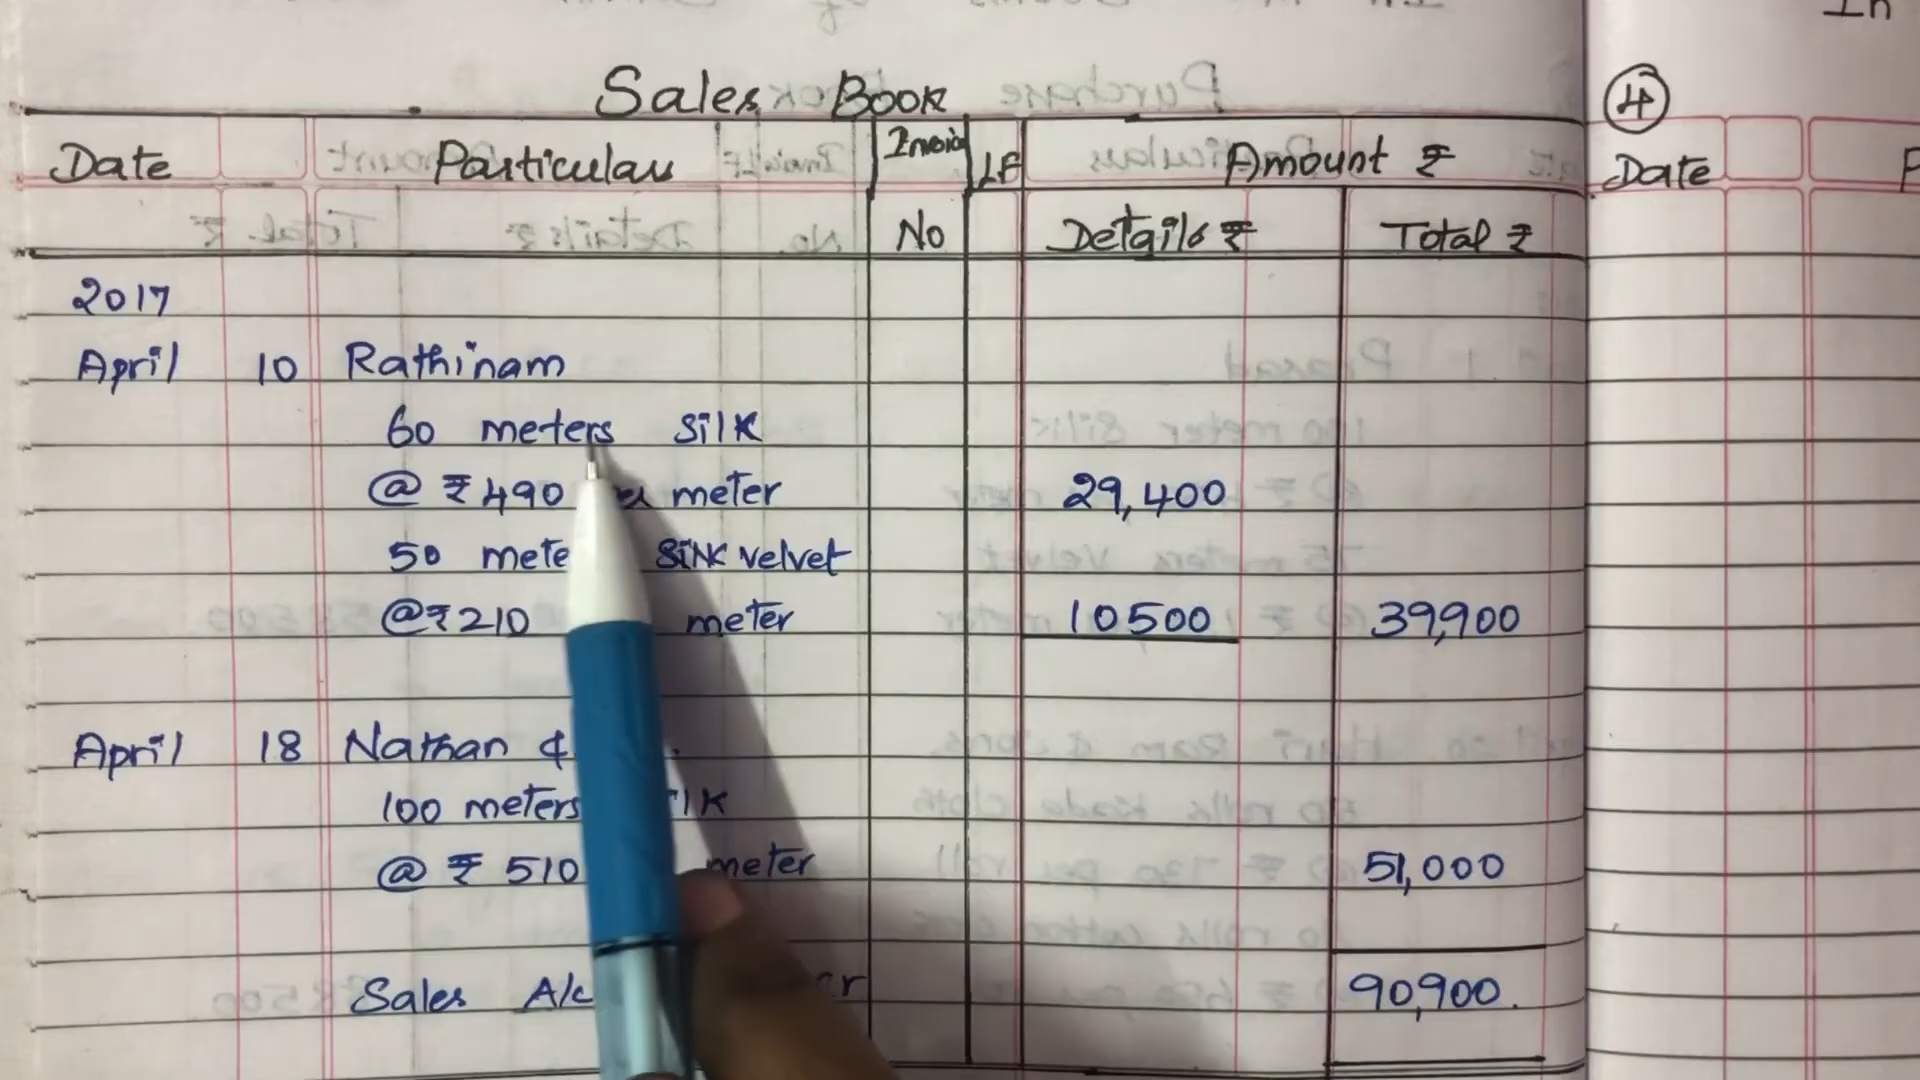 Sales Book
Date Particulars Invoice LF Amount ₹
No Details ₹ Total ₹
2017
April 10 Rathinam
60 meters silk
@ ₹ 490 meter 29,400
50 mete silk velvet
@ ₹ 210 meter 10500 39,900
April 18 Nathan &
100 meters
@ ₹ 510 meter 51,000
Sales A/c 90,900.
4
Date
In